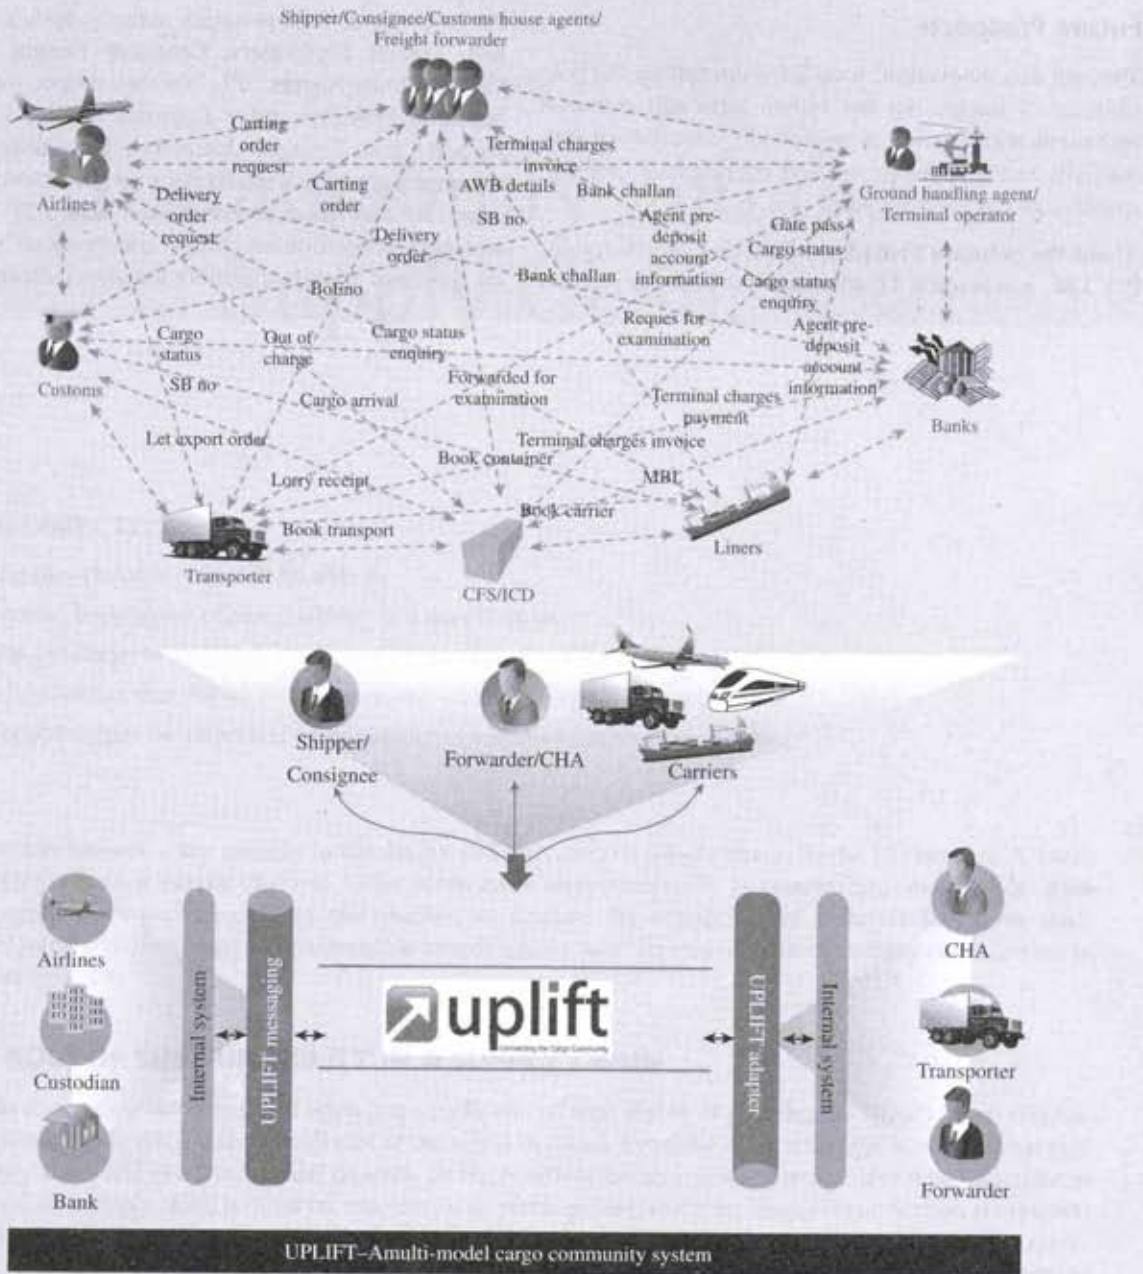 Shipper/Consignee/Customs house agents/
Freight forwarder
Airlines
Carting
order
request
Terminal charges
invoice
Ground handling agent/
Terminal operator
Delivery
order
request
Carting
order
AWB details
Bank challan
SB no.
Agent pre-
deposit
account
information
Gate pass
Cargo status
Delivery
order
Bank challan
Cargo status
enquiry
BoEno
Customs
Cargo
status
Out of
charge
Cargo status
enquiry
Reques for
examination
Agent pre-
deposit
account
information
Banks
SB no
Forwarded for
examination
Cargo arrival
Terminal charges
payment
Let export order
Terminal charges invoice
Book container
Lorry receipt
MBL
Book carrier
Book transport
Transporter
CFS/ICD
Liners
Shipper/
Consignee
Forwarder/CHA
Carriers
Airlines
Custodian
Bank
Internal system
UPLIFT messaging
uplift
UPLIFT adapter
Internal system
CHA
Transporter
Forwarder
UPLIFT–Amulti-model cargo community system